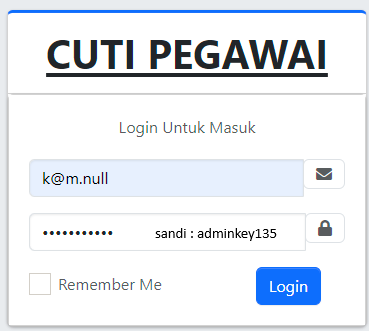 CUTI PEGAWAI
Login Untuk Masuk
k@m.null
••••••••••• sandi : adminkey135
Remember Me
Login